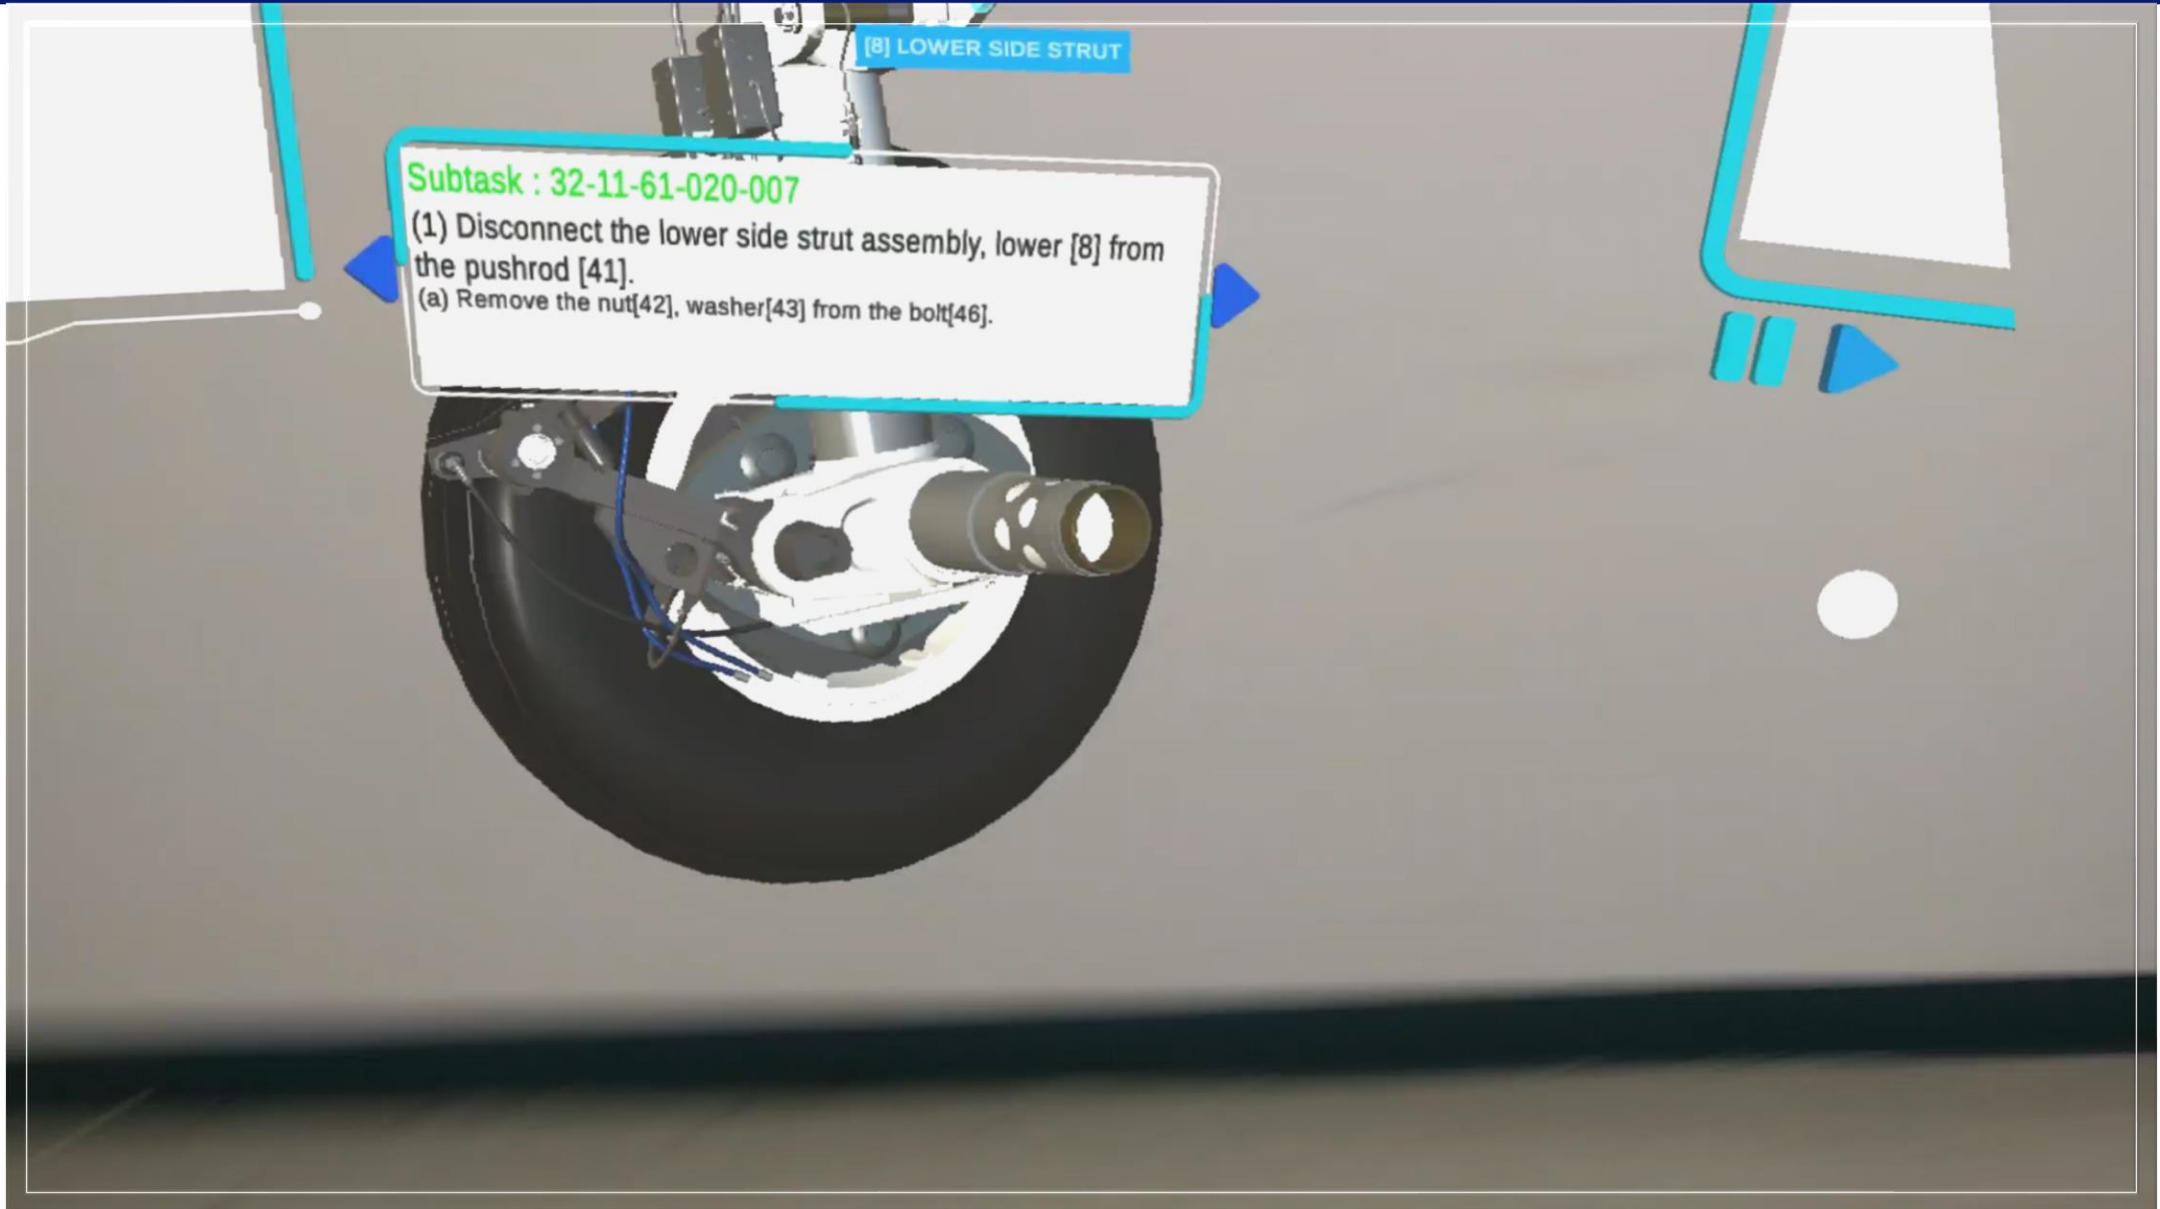 [8] LOWER SIDE STRUT
Subtask : 32-11-61-020-007
(1) Disconnect the lower side strut assembly, lower [8] from
the pushrod [41].
(a) Remove the nut[42], washer[43] from the bolt[46].